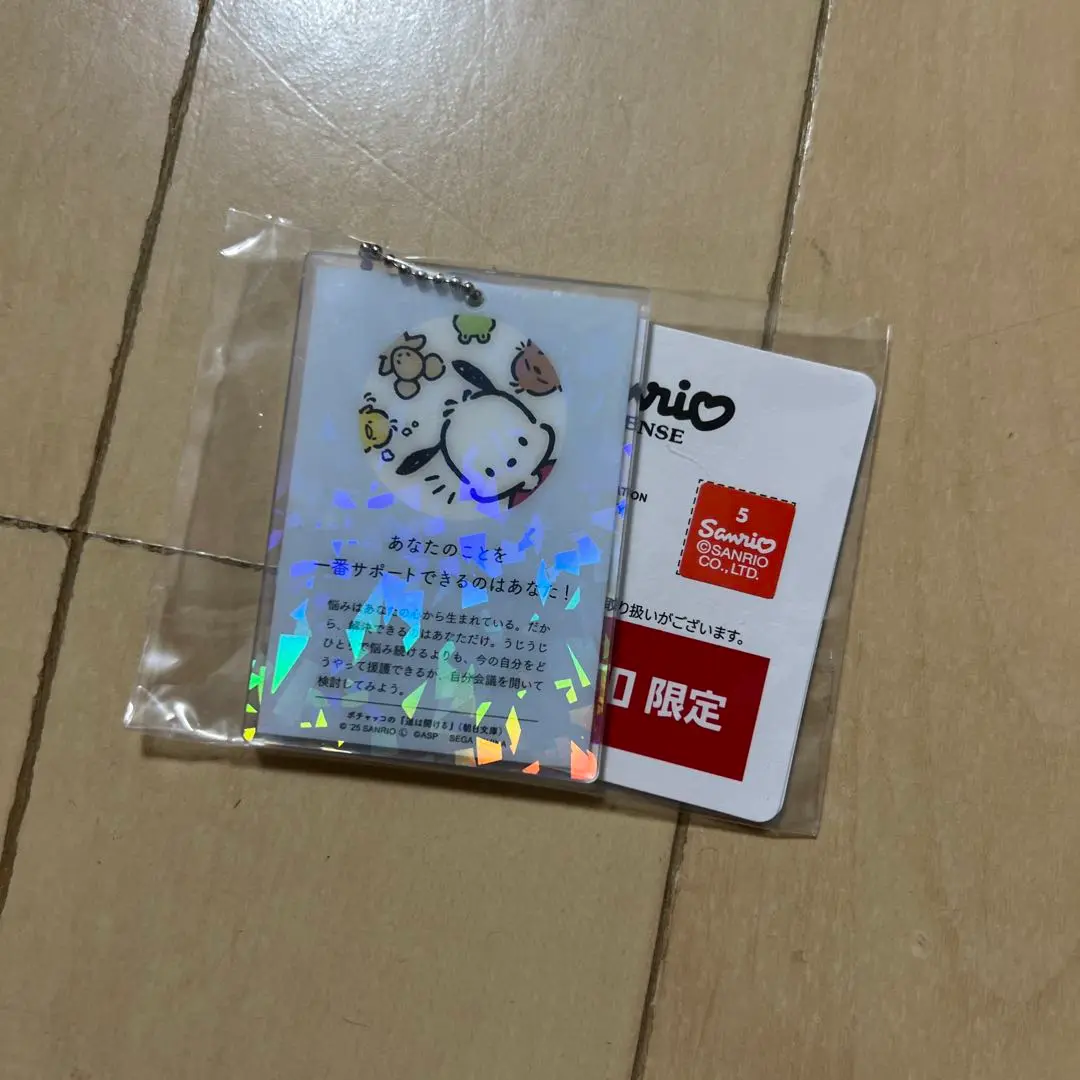 あなたのことを
一番サポートできるのはあなた！
悩みはあなたの心から生まれている。だか
ら、解決できるのはあなただけ。うじうじ
ひとりで悩み続けるよりも、今の自分をど
うやって援護できるか、自分会議を開いて
検討してみよう。
ポチャッコの『道は開ける』(朝日文庫)
© '25 SANRIO Ⓛ ©ASP SEGA
nrio
ENSE
ATION
5
Sanrio
©SANRIO
CO., LTD.
取り扱いがございます。
限定